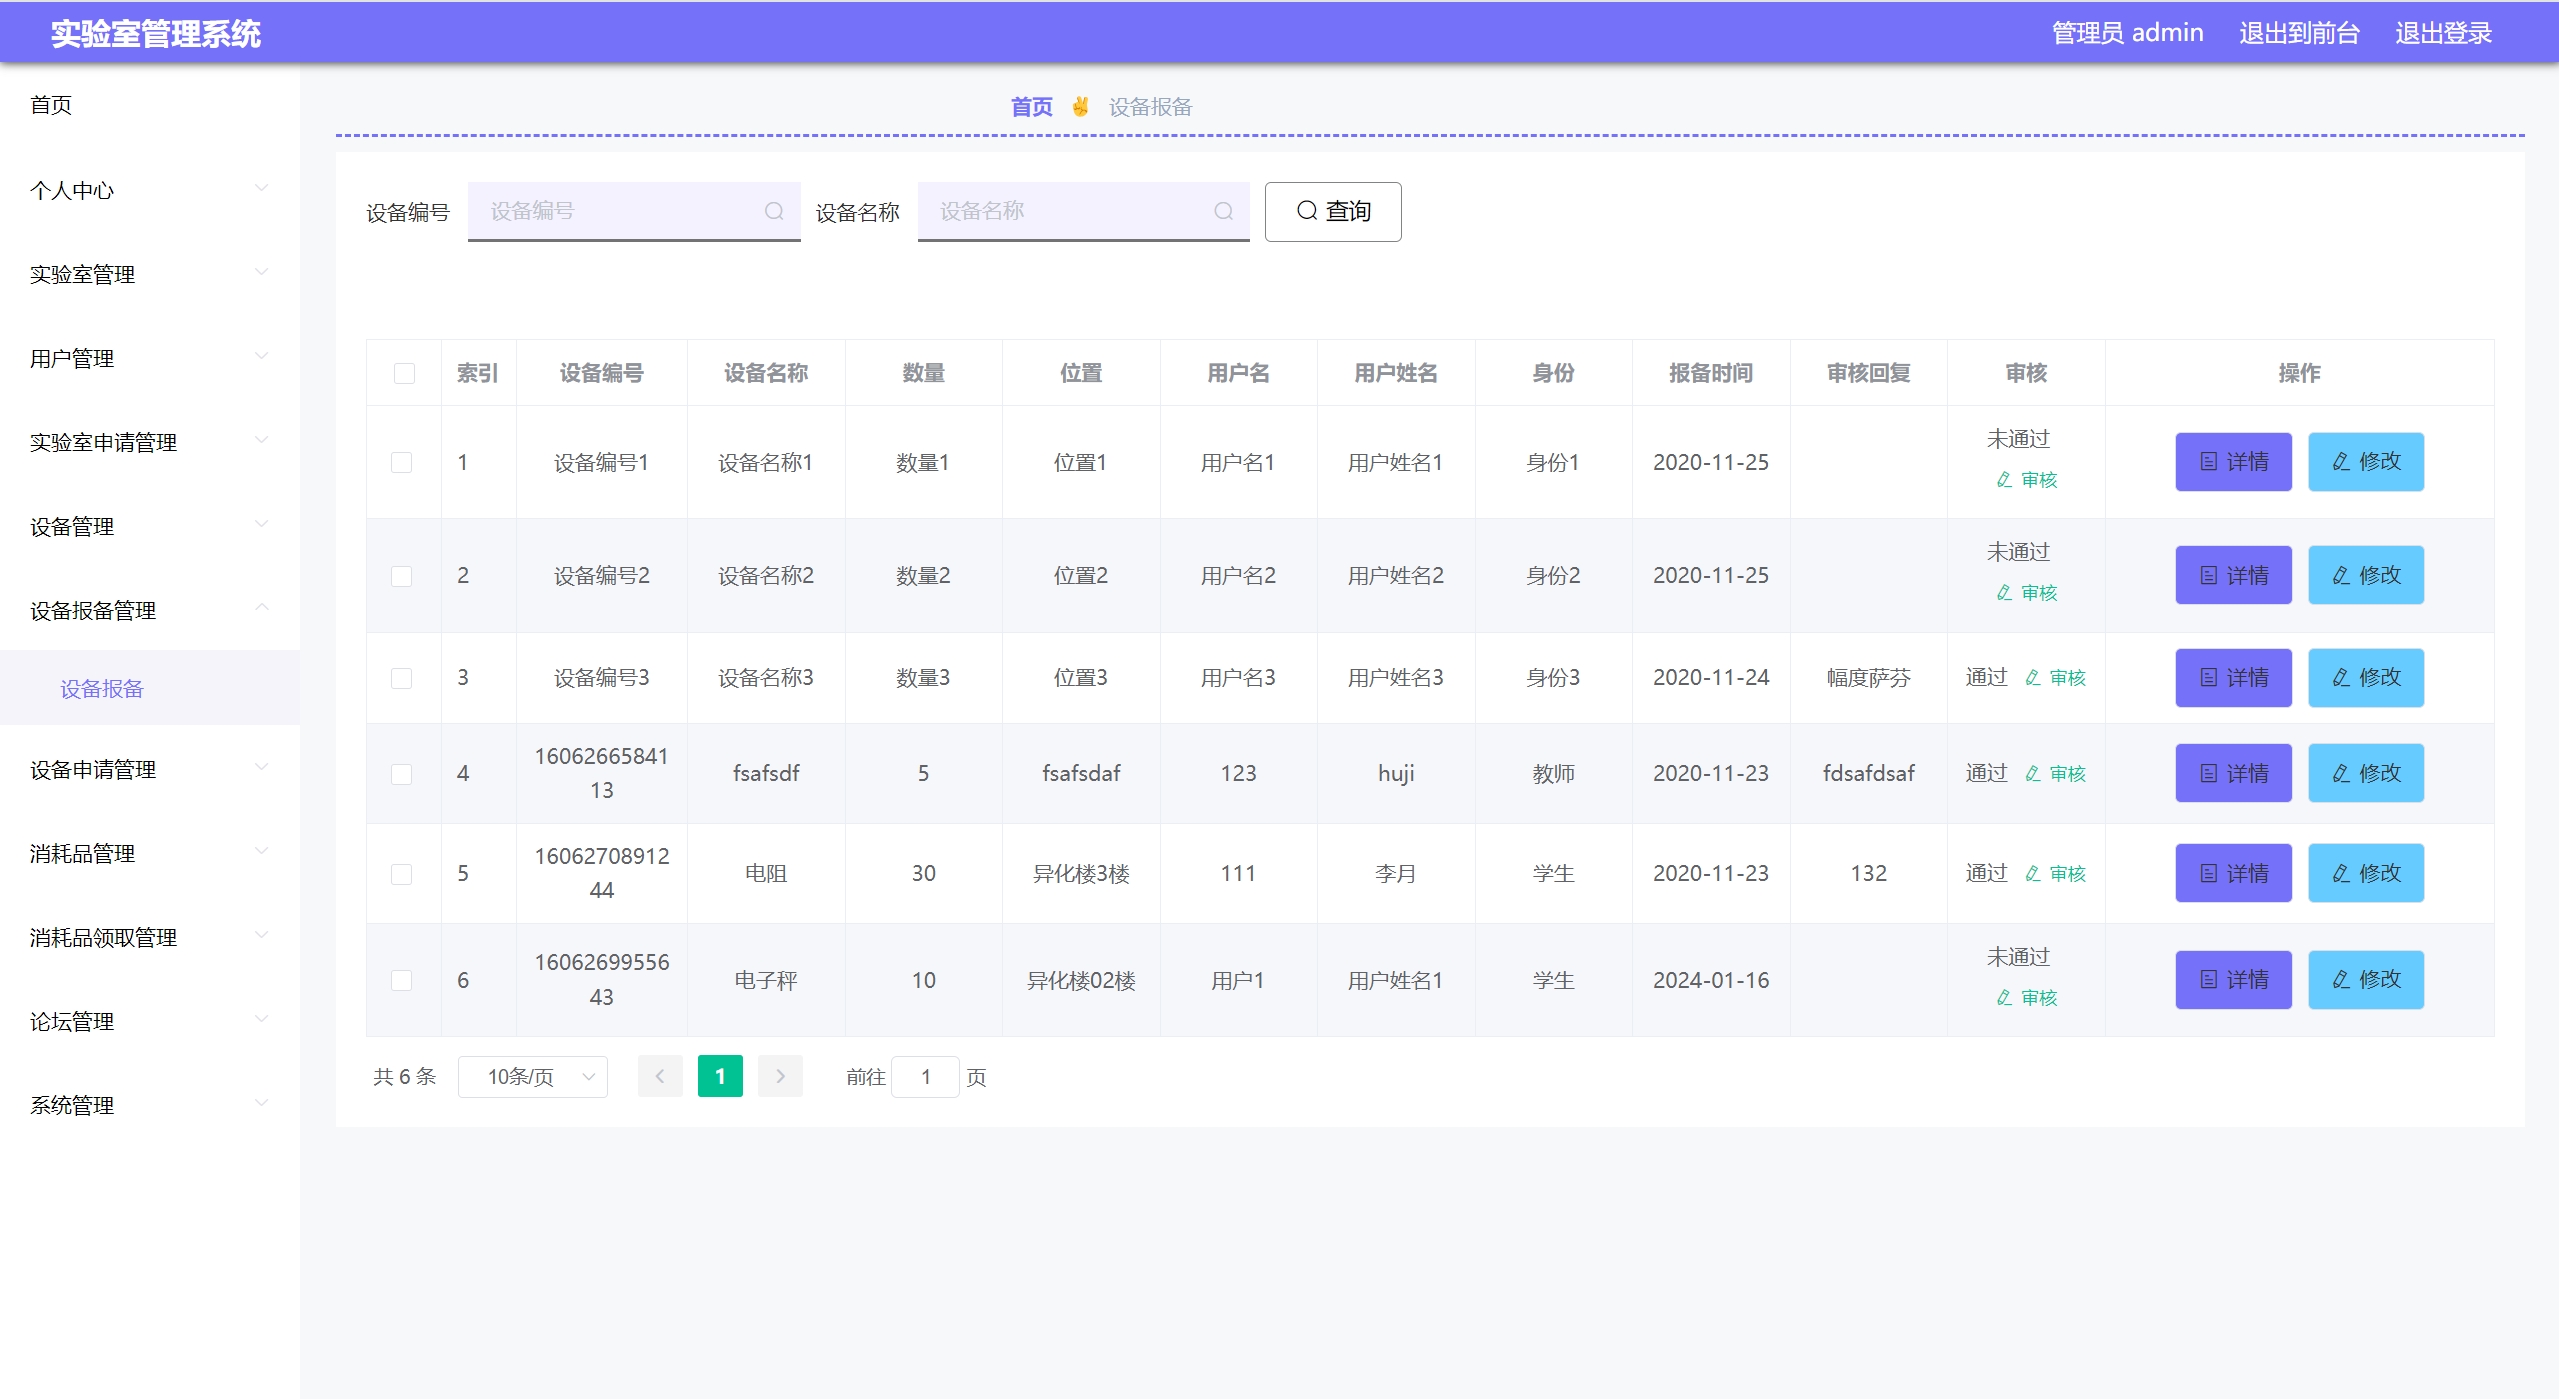 实验室管理系统
管理员 admin 退出到前台 退出登录
首页
个人中心
实验室管理
用户管理
实验室申请管理
设备管理
设备报备管理
设备报备
设备申请管理
消耗品管理
消耗品领取管理
论坛管理
系统管理
首页 ✌ 设备报备
设备编号 设备编号 设备名称 设备名称 查询
索引 设备编号 设备名称 数量 位置 用户名 用户姓名 身份 报备时间 审核回复 审核 操作
1 设备编号1 设备名称1 数量1 位置1 用户名1 用户姓名1 身份1 2020-11-25 未通过 审核 详情 修改
2 设备编号2 设备名称2 数量2 位置2 用户名2 用户姓名2 身份2 2020-11-25 未通过 审核 详情 修改
3 设备编号3 设备名称3 数量3 位置3 用户名3 用户姓名3 身份3 2020-11-24 幅度萨芬 通过 审核 详情 修改
4 1606266584113 fsafsdf 5 fsafsdaf 123 huji 教师 2020-11-23 fdsafdsaf 通过 审核 详情 修改
5 1606270891244 电阻 30 异化楼3楼 111 李月 学生 2020-11-23 132 通过 审核 详情 修改
6 1606269955643 电子秤 10 异化楼02楼 用户1 用户姓名1 学生 2024-01-16 未通过 审核 详情 修改
共 6 条 10条/页 1 前往 1 页